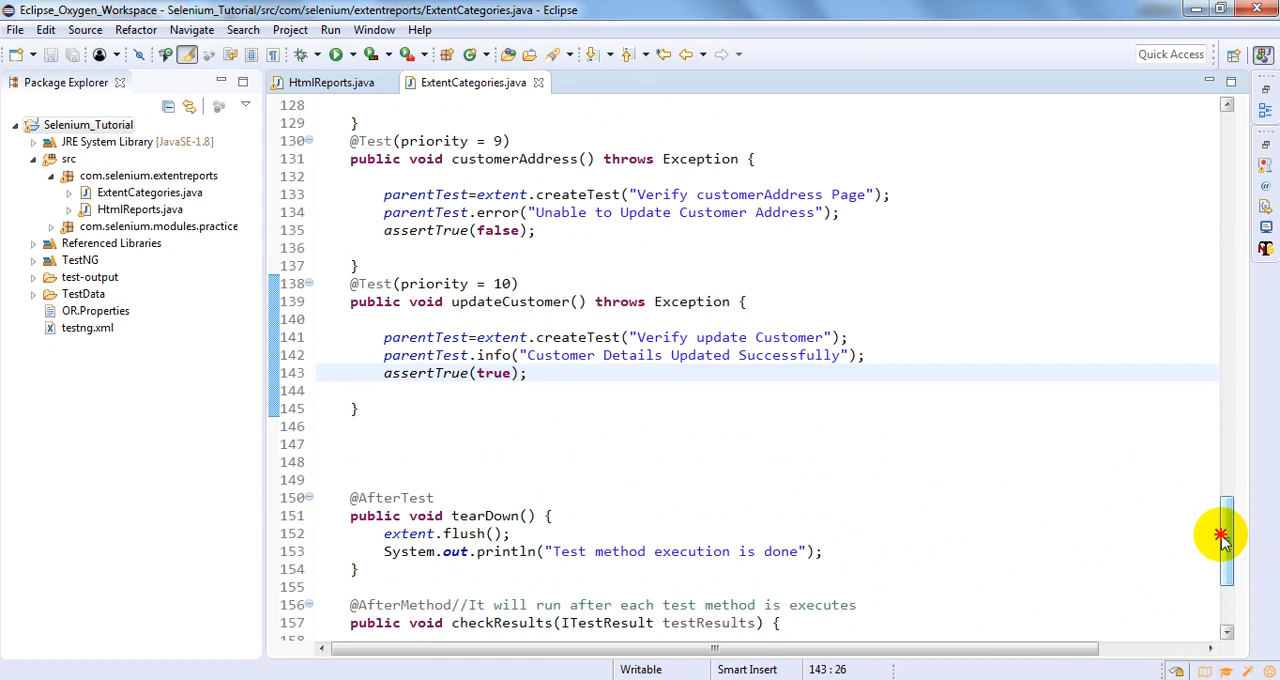 Eclipse_Oxygen_Workspace - Selenium_Tutorial/src/com/selenium/extentreports/ExtentCategories.java - Eclipse
File Edit Source Refactor Navigate Search Project Run Window Help
Quick Access
Package Explorer
HtmlReports.java
ExtentCategories.java
Selenium_Tutorial
JRE System Library [JavaSE-1.8]
src
com.selenium.extentreports
ExtentCategories.java
HtmlReports.java
com.selenium.modules.practice
Referenced Libraries
TestNG
test-output
TestData
OR.Properties
testng.xml
128
129 }
130 @Test(priority = 9)
131 public void customerAddress() throws Exception {
132
133 parentTest=extent.createTest("Verify customerAddress Page");
134 parentTest.error("Unable to Update Customer Address");
135 assertTrue(false);
136
137 }
138 @Test(priority = 10)
139 public void updateCustomer() throws Exception {
140
141 parentTest=extent.createTest("Verify update Customer");
142 parentTest.info("Customer Details Updated Successfully");
143 assertTrue(true);
144
145 }
146
147
148
149
150 @AfterTest
151 public void tearDown() {
152 extent.flush();
153 System.out.println("Test method execution is done");
154 }
155
156 @AfterMethod//It will run after each test method is executes
157 public void checkResults(ITestResult testResults) {
158
Writable Smart Insert 143 : 26